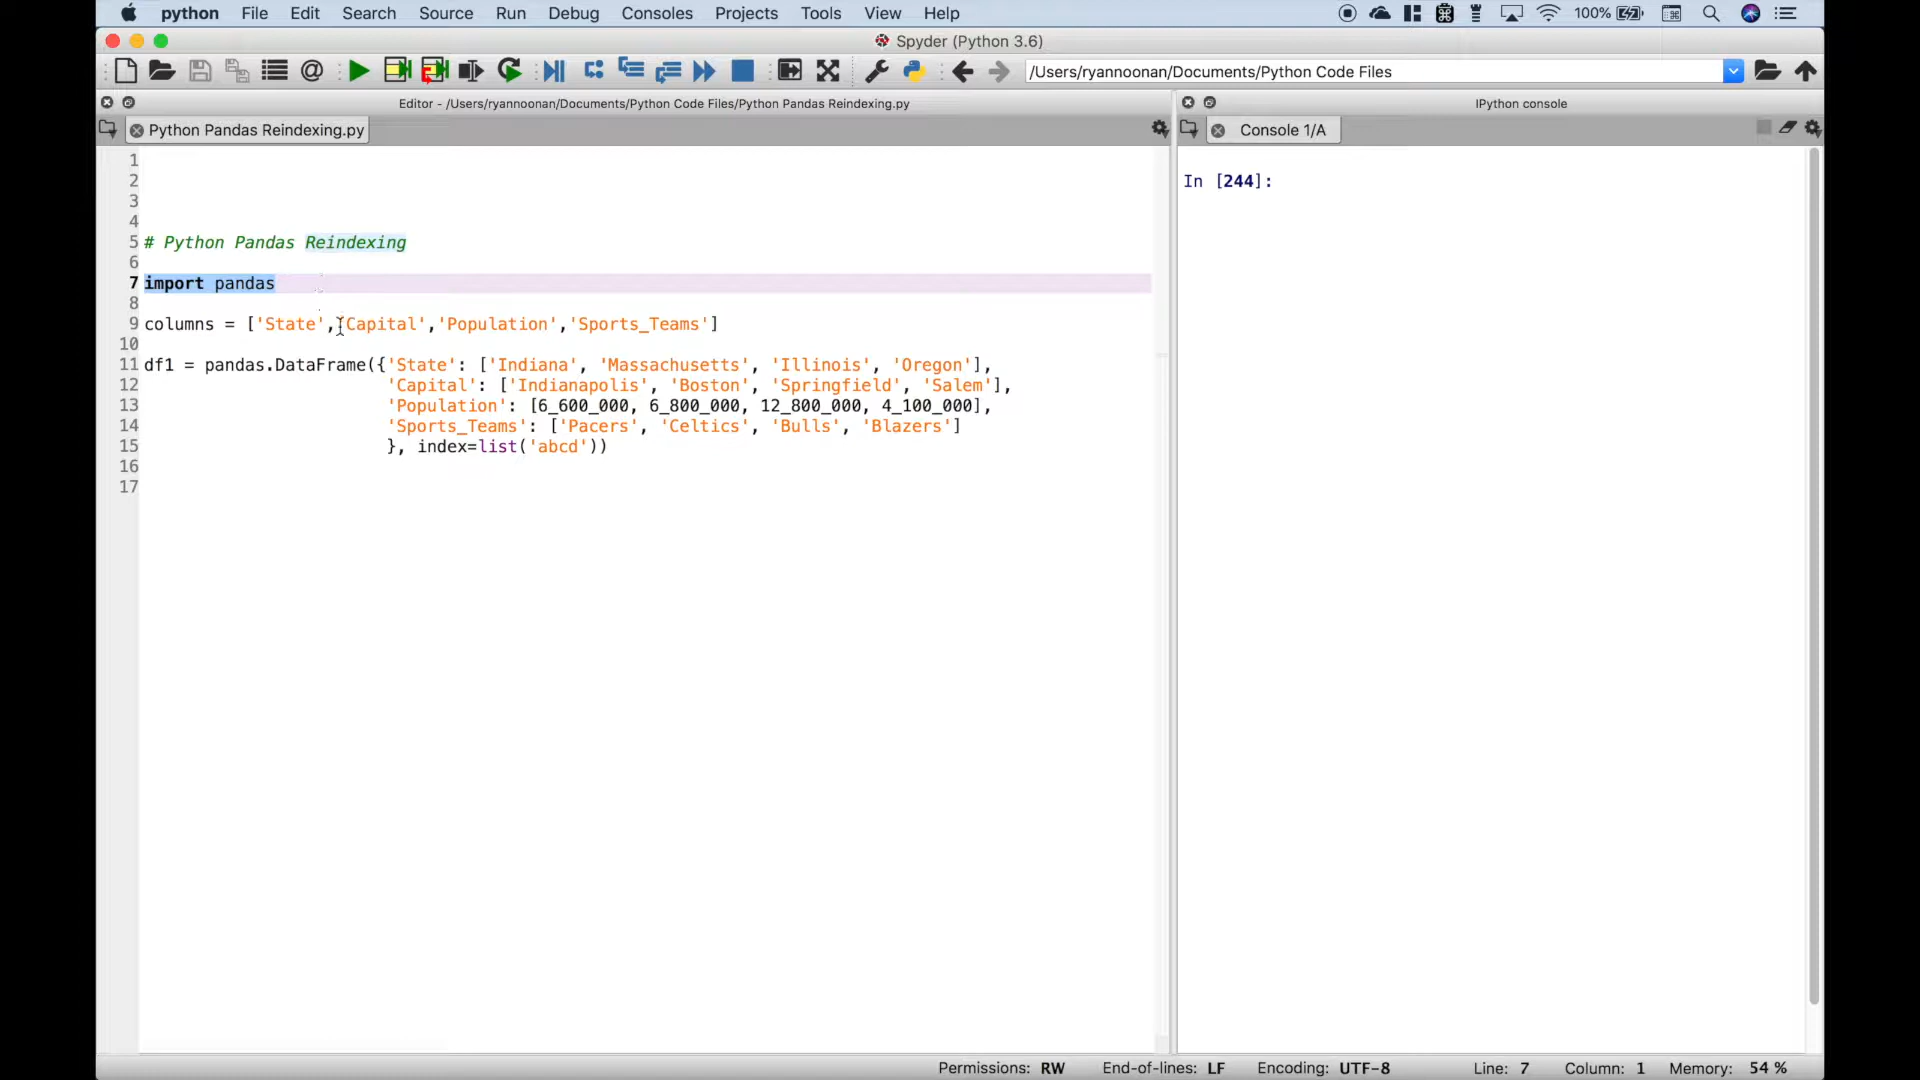 python File Edit Search Source Run Debug Consoles Projects Tools View Help 100%
Spyder (Python 3.6)
/Users/ryannoonan/Documents/Python Code Files
Editor - /Users/ryannoonan/Documents/Python Code Files/Python Pandas Reindexing.py
IPython console
Python Pandas Reindexing.py
Console 1/A
1
2
3
4
5 # Python Pandas Reindexing
6
7 import pandas
8
9 columns = ['State','Capital','Population','Sports_Teams']
10
11 df1 = pandas.DataFrame({'State': ['Indiana', 'Massachusetts', 'Illinois', 'Oregon'],
12 'Capital': ['Indianapolis', 'Boston', 'Springfield', 'Salem'],
13 'Population': [6_600_000, 6_800_000, 12_800_000, 4_100_000],
14 'Sports_Teams': ['Pacers', 'Celtics', 'Bulls', 'Blazers']
15 }, index=list('abcd'))
16
17
In [244]:
Permissions: RW End-of-lines: LF Encoding: UTF-8 Line: 7 Column: 1 Memory: 54 %